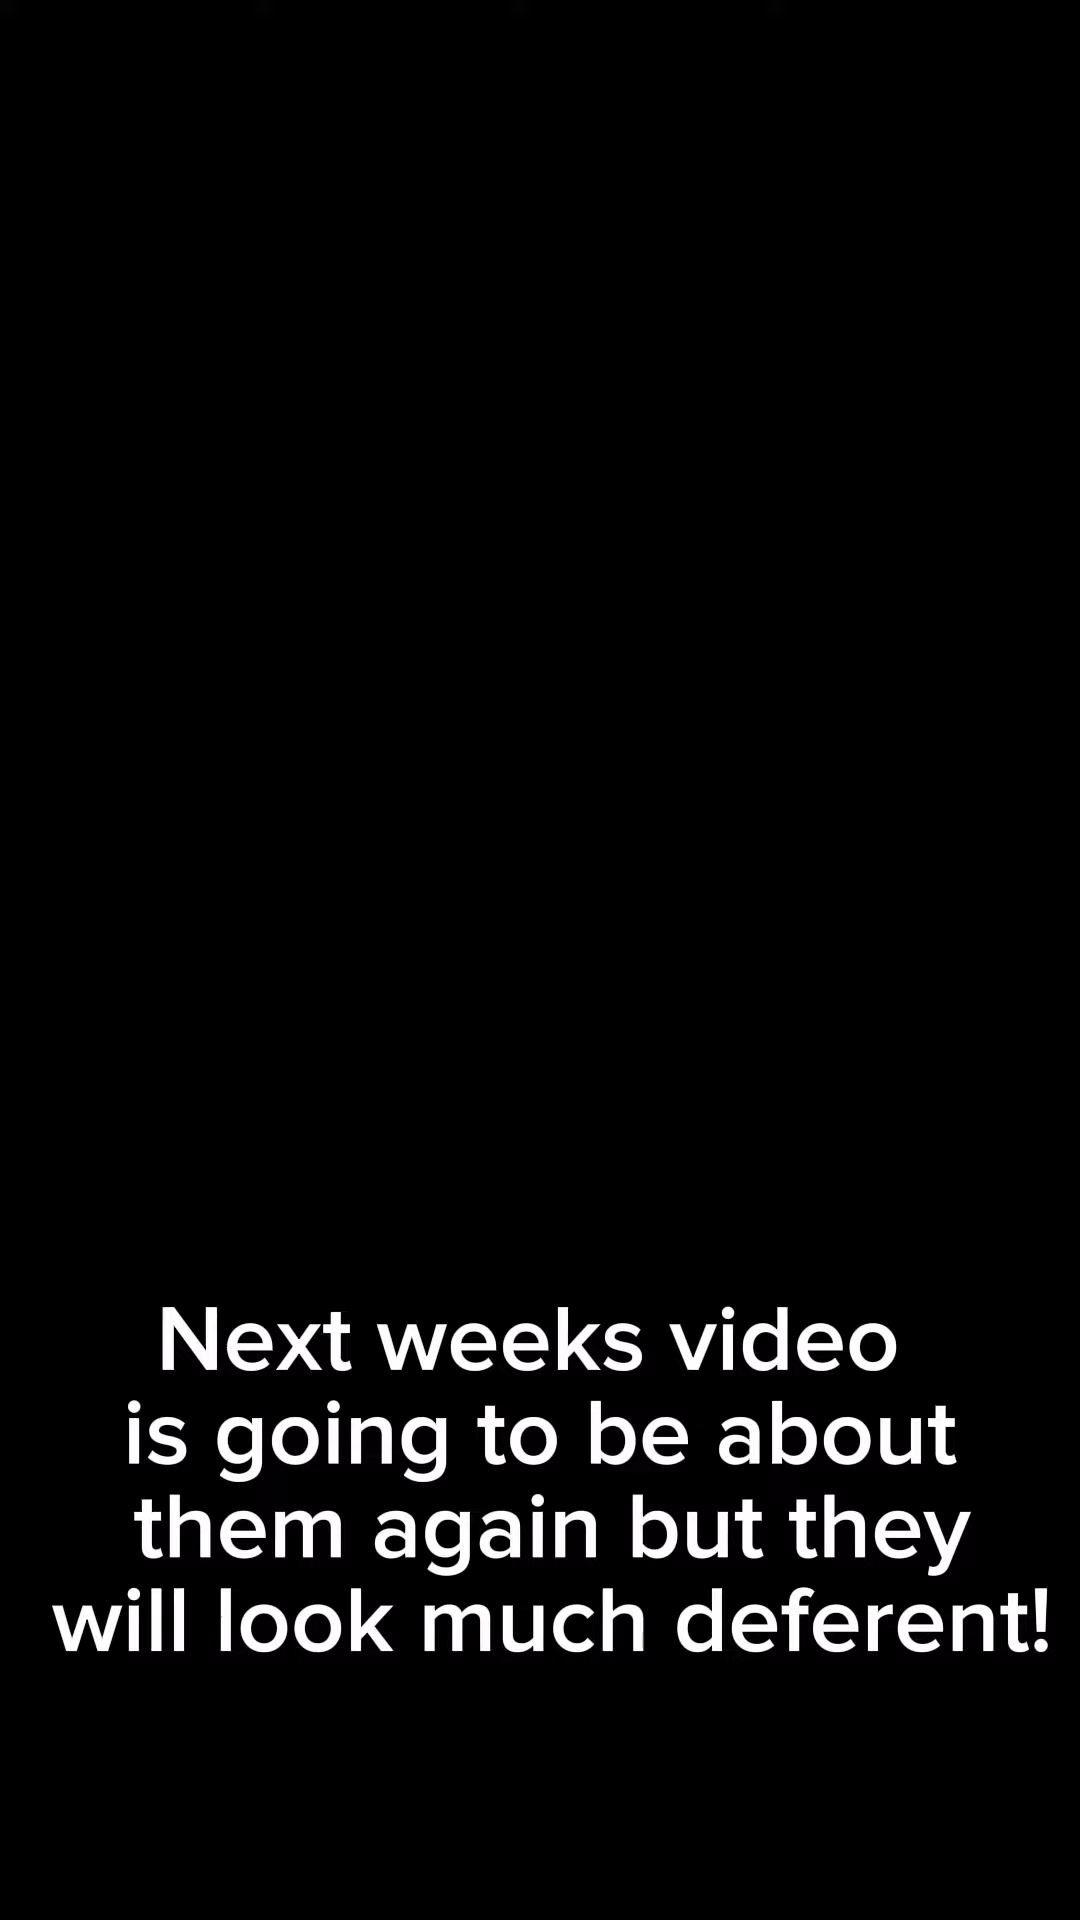 Next weeks video
is going to be about
them again but they
will look much deferent!